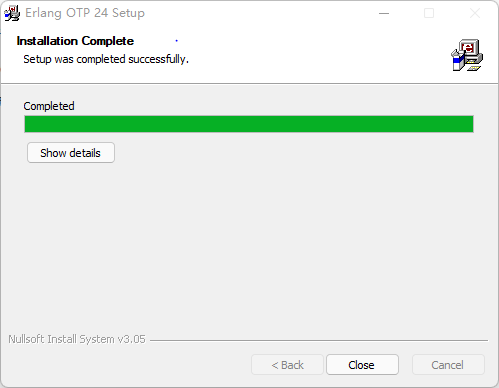 Erlang OTP 24 Setup
Installation Complete
Setup was completed successfully.
Completed
Show details
Nullsoft Install System v3.05
< Back
Close
Cancel